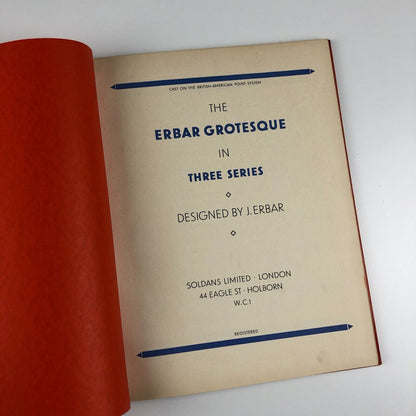 CAST ON THE BRITISH-AMERICAN POINT SYSTEM
THE
ERBAR GROTESQUE
IN
THREE SERIES
DESIGNED BY J. ERBAR
SOLDANS LIMITED · LONDON
44 EAGLE ST · HOLBORN
W.C.1
REGISTERED